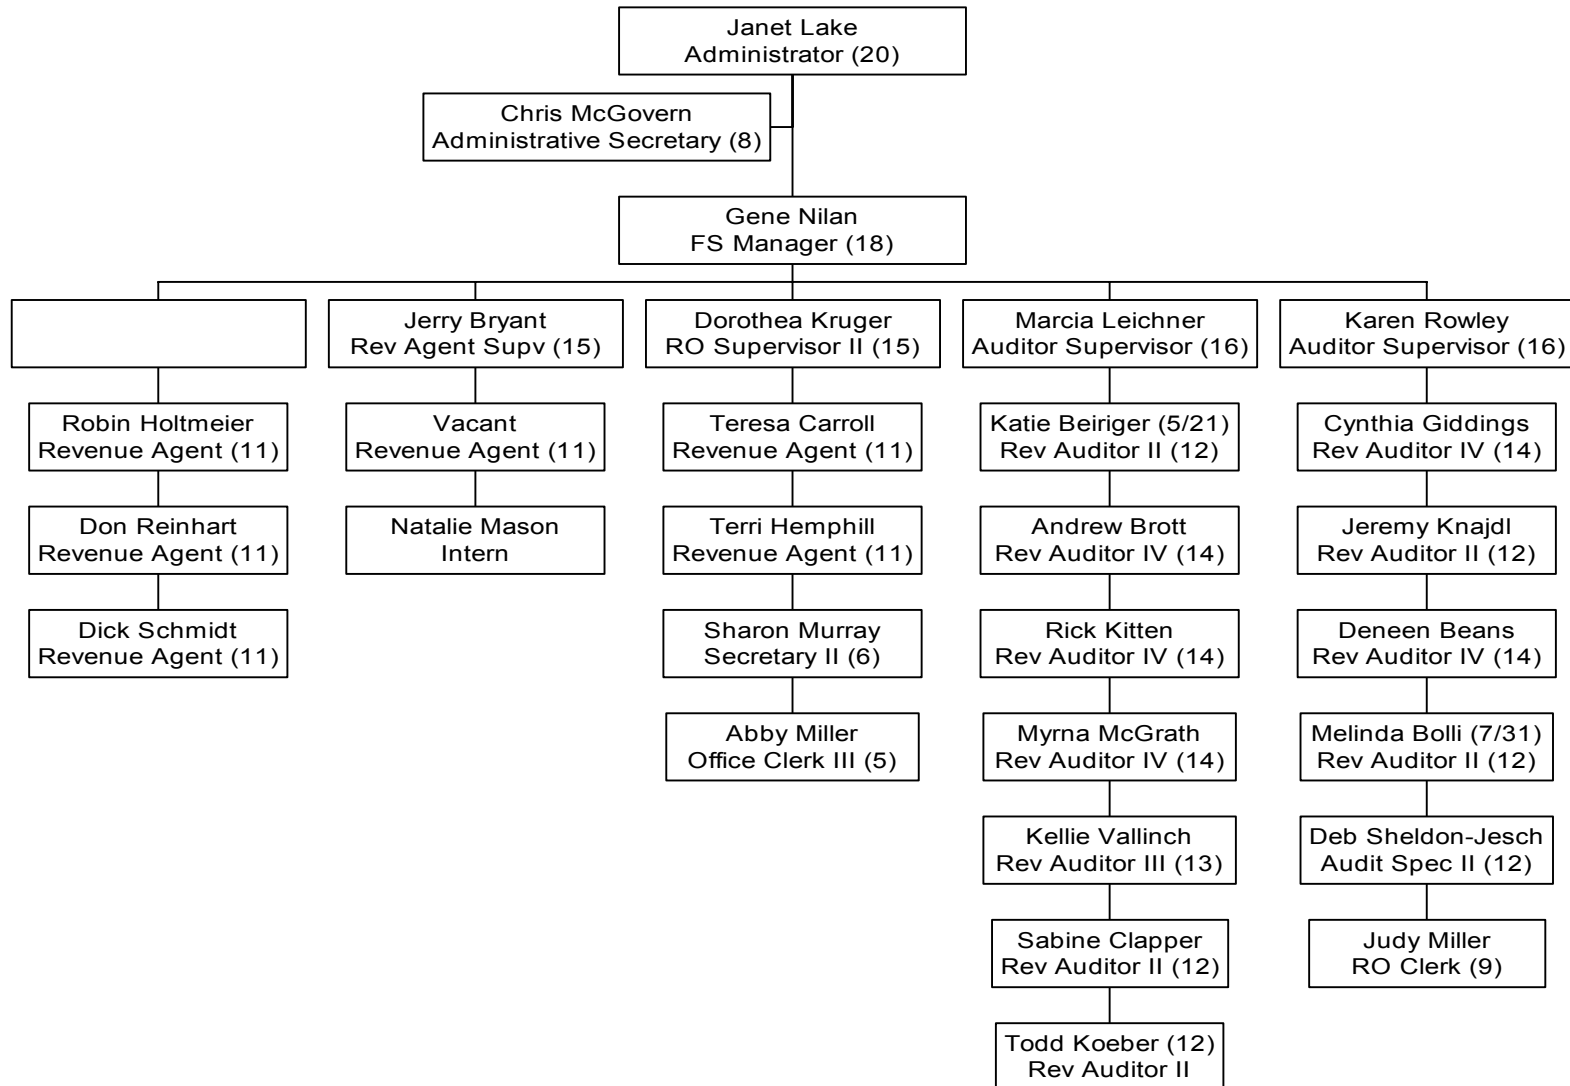 Janet Lake
Administrator (20)
Chris McGovern
Administrative Secretary (8)
Gene Nilan
FS Manager (18)
Jerry Bryant
Rev Agent Supv (15)
Dorothea Kruger
RO Supervisor II (15)
Marcia Leichner
Auditor Supervisor (16)
Karen Rowley
Auditor Supervisor (16)
Robin Holtmeier
Revenue Agent (11)
Vacant
Revenue Agent (11)
Teresa Carroll
Revenue Agent (11)
Katie Beiriger (5/21)
Rev Auditor II (12)
Cynthia Giddings
Rev Auditor IV (14)
Don Reinhart
Revenue Agent (11)
Natalie Mason
Intern
Terri Hemphill
Revenue Agent (11)
Andrew Brott
Rev Auditor IV (14)
Jeremy Knajdl
Rev Auditor II (12)
Dick Schmidt
Revenue Agent (11)
Sharon Murray
Secretary II (6)
Rick Kitten
Rev Auditor IV (14)
Deneen Beans
Rev Auditor IV (14)
Abby Miller
Office Clerk III (5)
Myrna McGrath
Rev Auditor IV (14)
Melinda Bolli (7/31)
Rev Auditor II (12)
Kellie Vallinch
Rev Auditor III (13)
Deb Sheldon-Jesch
Audit Spec II (12)
Sabine Clapper
Rev Auditor II (12)
Judy Miller
RO Clerk (9)
Todd Koeber (12)
Rev Auditor II